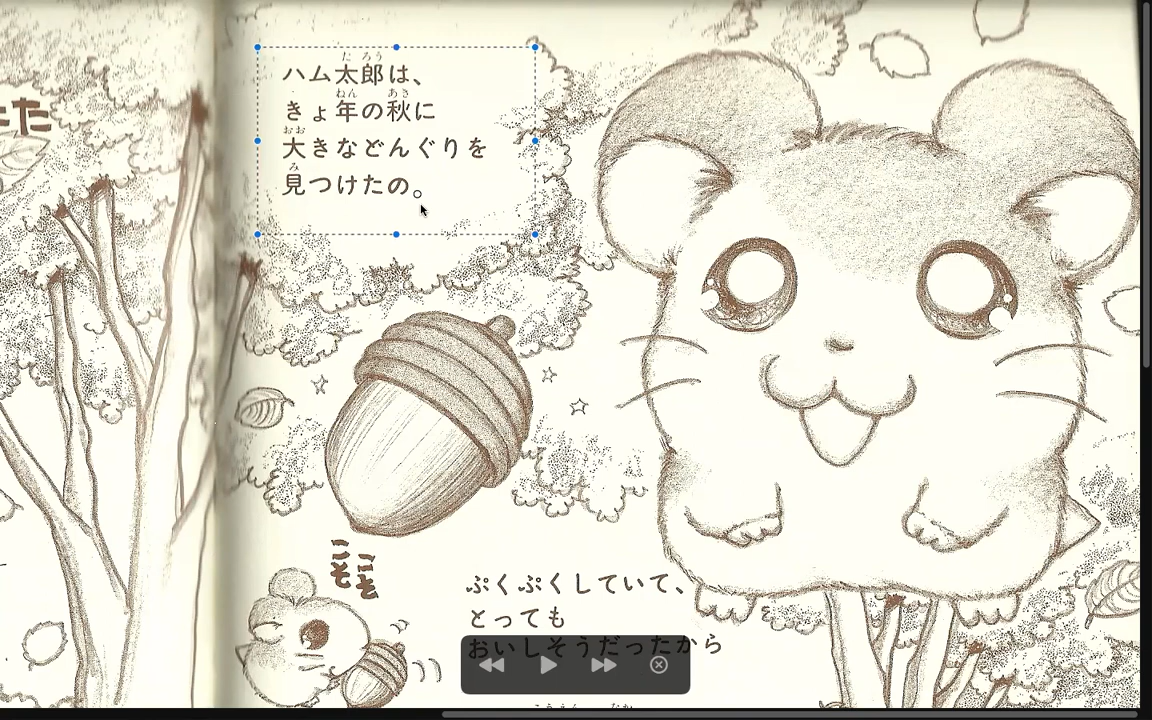 ハム太郎は、
きょ年の秋に
大きなどんぐりを
見つけたの。
ぷくぷくしていて、
とっても
おいしそうだったから